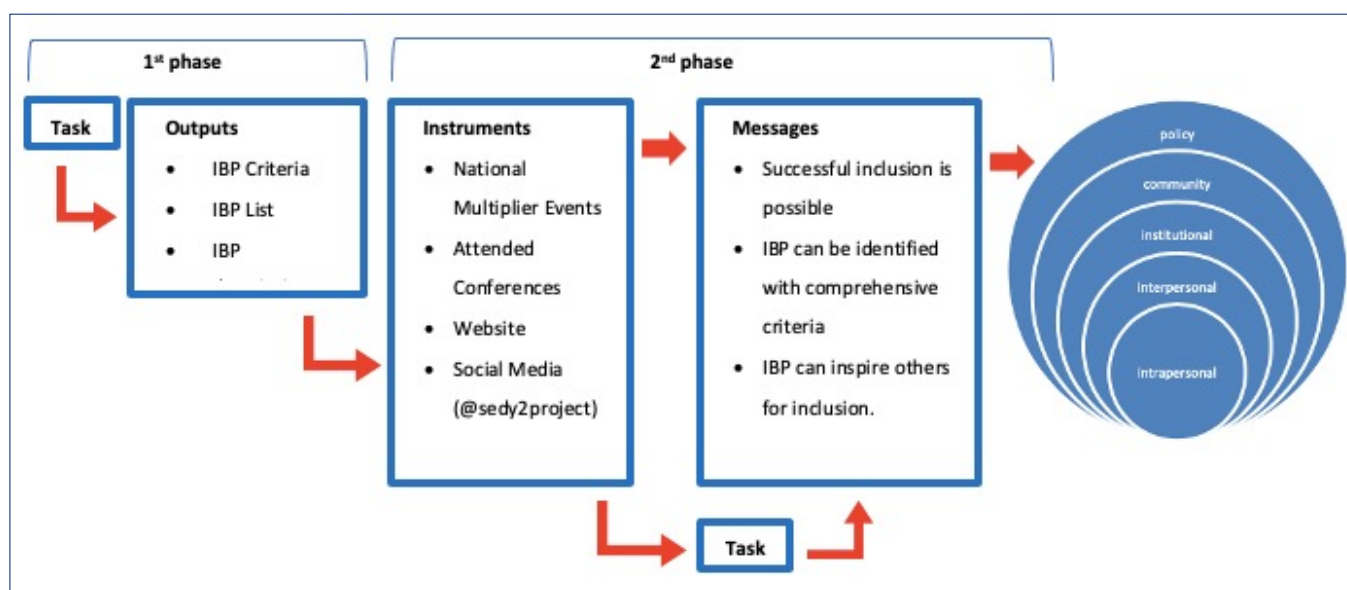 1st phase
2nd phase
Task
Outputs
• IBP Criteria
• IBP List
• IBP
Instruments
• National
Multiplier Events
• Attended
Conferences
• Website
• Social Media
(@sedy2project)
Messages
• Successful inclusion is
possible
• IBP can be identified
with comprehensive
criteria
• IBP can inspire others
for inclusion.
Task
policy
community
institutional
interpersonal
intrapersonal